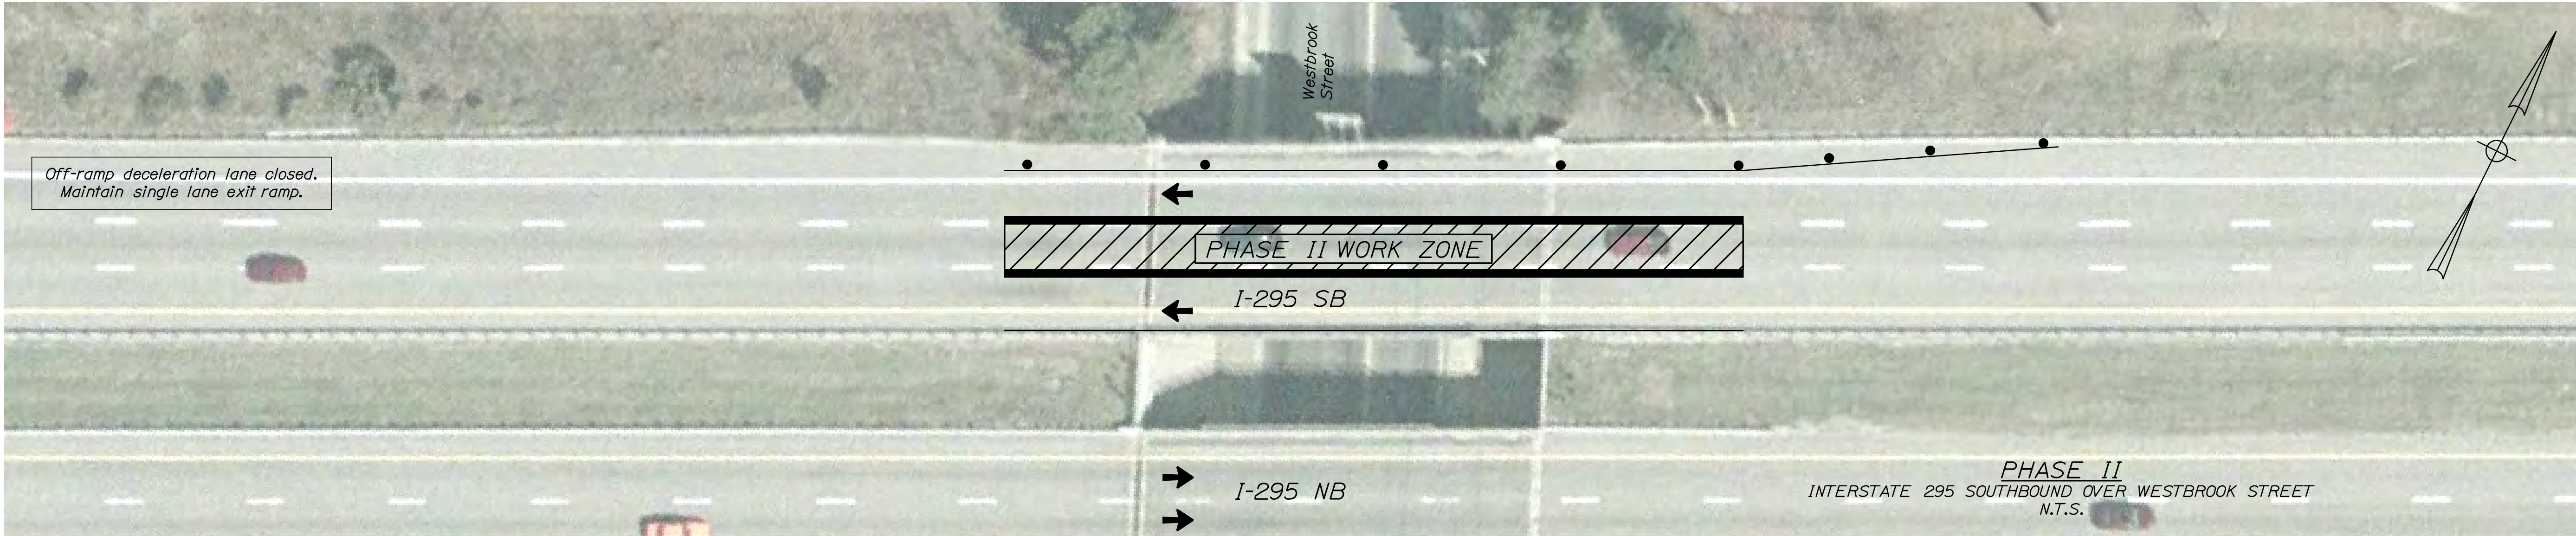 Westbrook
Street
Off-ramp deceleration lane closed.
Maintain single lane exit ramp.
PHASE II WORK ZONE
I-295 SB
I-295 NB
PHASE II
INTERSTATE 295 SOUTHBOUND OVER WESTBROOK STREET
N.T.S.